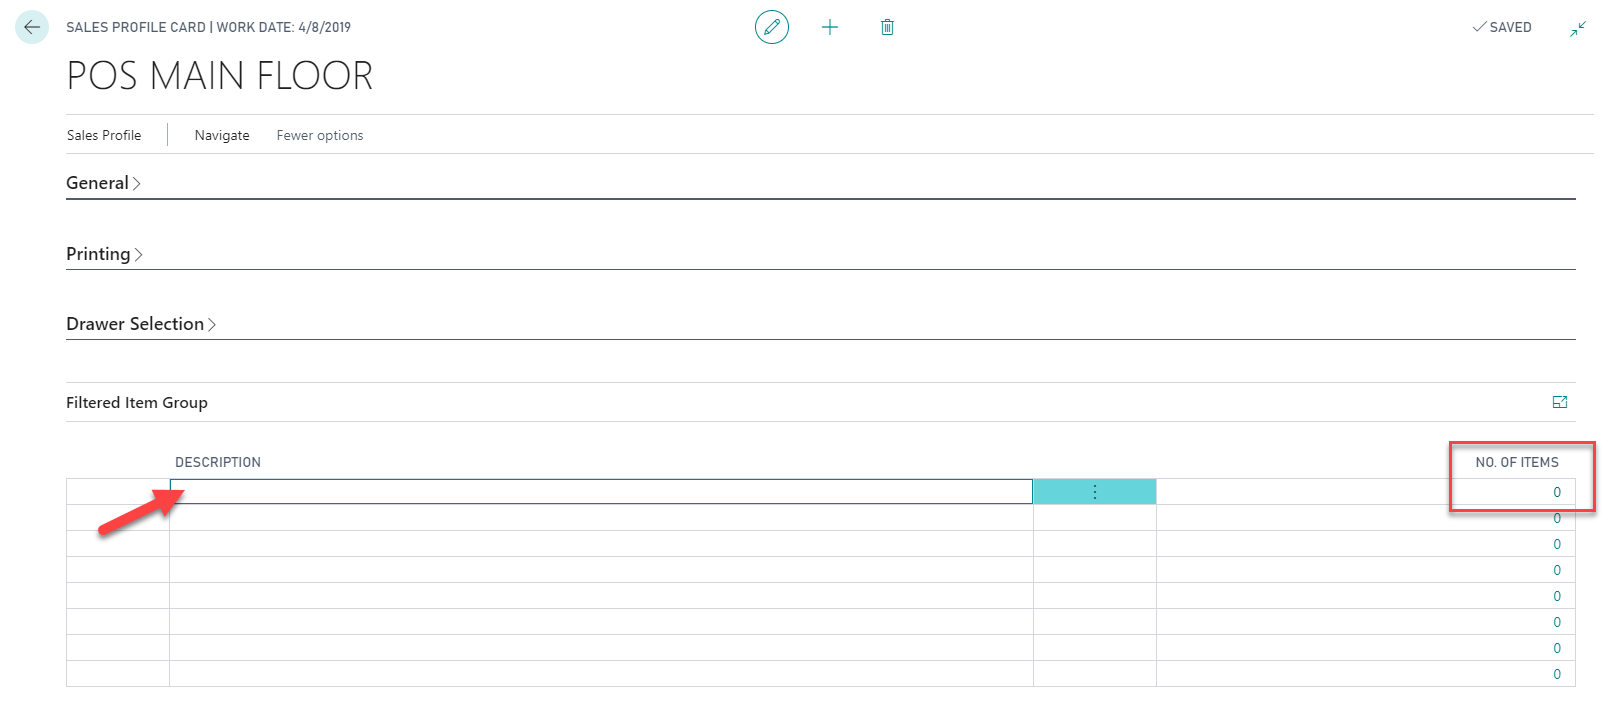 SALES PROFILE CARD | WORK DATE: 4/8/2019
SAVED
POS MAIN FLOOR
Sales Profile
Navigate
Fewer options
General
Printing
Drawer Selection
Filtered Item Group
DESCRIPTION
NO. OF ITEMS
0
0
0
0
0
0
0
0